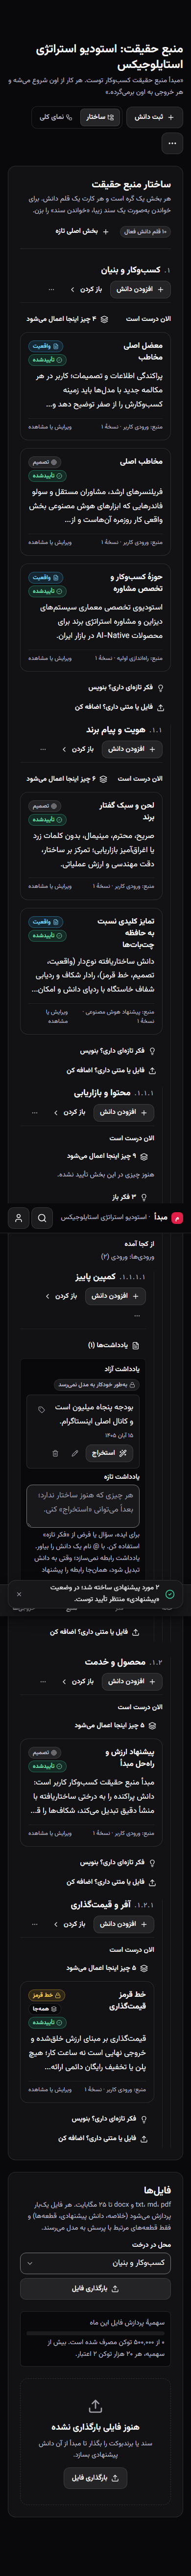 منبع حقیقت: استودیو استراتژی
استایلوجیکس
«مبدأ منبع حقیقت کسب‌وکار توست. هر کار از اون شروع می‌شه و
هر خروجی به اون برمی‌گرده.»
ثبت دانش
ساختار
نمای کلی
ساختار منبع حقیقت
هر بخش یک گره است و هر کارت یک قلم دانش. برای
خواندن به‌صورت یک سند زیبا، «خواندن سند» را بزن.
۱۰ قلم دانش فعال
بخش اصلی تازه
۱. کسب‌وکار و بنیان
افزودن دانش
باز کردن
الان درست است
۴ چیز اینجا اعمال می‌شود
معضل اصلی
مخاطب
واقعیت
تأییدشده
پراکندگی اطلاعات و تصمیمات؛ کاربر در هر
مکالمه جدید با مدل‌ها باید زمینه
کسب‌وکارش را از صفر توضیح دهد و...
منبع: ورودی کاربر · نسخهٔ ۱
ویرایش یا مشاهده
مخاطب اصلی
تصمیم
تأییدشده
فریلنسرهای ارشد، مشاوران مستقل و سولو
فاندرهایی که ابزارهای هوش مصنوعی بخش
واقعی کار روزمره آن‌هاست و از...
منبع: ورودی کاربر · نسخهٔ ۱
ویرایش یا مشاهده
حوزهٔ کسب‌وکار و
تخصص مشاوره
واقعیت
تأییدشده
استودیوی تخصصی معماری سیستم‌های
دیزاین و مشاوره استراتژی برند برای
محصولات AI-Native در بازار ایران.
منبع: راه‌اندازی اولیه · نسخهٔ ۱
ویرایش یا مشاهده
فکر تازه‌ای داری؟ بنویس
فایل یا متنی داری؟ اضافه کن
۱.۱. هویت و پیام برند
افزودن دانش
باز کردن
الان درست است
۶ چیز اینجا اعمال می‌شود
لحن و سبک گفتار
برند
تصمیم
تأییدشده
صریح، محترم، مینیمال، بدون کلمات زرد
یا اغراق‌آمیز بازاریابی؛ تمرکز بر ساختار،
دقت مهندسی و ارزش عملیاتی.
منبع: ورودی کاربر · نسخهٔ ۱
ویرایش یا مشاهده
تمایز کلیدی نسبت
به حافظه
چت‌بات‌ها
واقعیت
تأییدشده
دانش ساختاریافته نوع‌دار (واقعیت،
تصمیم، خط قرمز)، رادار شکاف و ردیابی
شفاف خاستگاه با ردپای دانش و امکان...
منبع: پیشنهاد هوش مصنوعی ·
نسخهٔ ۱
ویرایش یا
مشاهده
فکر تازه‌ای داری؟ بنویس
فایل یا متنی داری؟ اضافه کن
۱.۱.۱. محتوا و بازاریابی
افزودن دانش
باز کردن
الان درست است
۹ چیز اینجا اعمال می‌شود
هنوز چیزی در این بخش تأیید نشده.
۳ فکر باز
مبدأ · استودیو استراتژی استایلوجیکس
از کجا آمده
ورودی‌ها: ورودی (۲)
۱.۱.۱.۱. کمپین پاییز
افزودن دانش
باز کردن
یادداشت‌ها (۱)
یادداشت آزاد
به‌طور خودکار به مدل نمی‌رسد
بودجه پنجاه میلیون است
و کانال اصلی اینستاگرام.
۱۵ آبان ۱۴۰۵
استخراج
یادداشت تازه
هر چیزی که هنوز ساختار ندارد؛
بعداً می‌توانی «استخراج» کنی.
برای ایده، سؤال یا فرض از «فکر تازه»
استفاده کن. با @ یا این یک یادداشت برای
یادداشت رابطه نمی‌سازد؛ وقتی به دانش
تبدیل شود، همان‌جا رابطه را پیشنهاد
۲ مورد پیشنهادی ساخته شد؛ در وضعیت
«پیشنهادی» منتظر تأیید توست.
فایل یا متنی داری؟ اضافه کن
۱.۲. محصول و خدمت
افزودن دانش
باز کردن
الان درست است
۵ چیز اینجا اعمال می‌شود
پیشنهاد ارزش و
راه‌حل مبدأ
تصمیم
تأییدشده
مبدأ منبع حقیقت کسب‌وکار کاربر است:
دانش پراکنده را به درختی ساختاریافته با
منشأ دقیق تبدیل می‌کند، شکاف‌ها را ق...
منبع: ورودی کاربر · نسخهٔ ۱
ویرایش یا مشاهده
فکر تازه‌ای داری؟ بنویس
فایل یا متنی داری؟ اضافه کن
۱.۲.۱. آفر و قیمت‌گذاری
افزودن دانش
باز کردن
الان درست است
۵ چیز اینجا اعمال می‌شود
خط قرمز
قیمت‌گذاری
خط قرمز
همه‌جا
تأییدشده
قیمت‌گذاری بر مبنای ارزش خلق‌شده و
خروجی نهایی است نه ساعت کار؛ هیچ
پلن یا تخفیف رایگان دائمی ارائه...
منبع: ورودی کاربر · نسخهٔ ۱
ویرایش یا مشاهده
فکر تازه‌ای داری؟ بنویس
فایل یا متنی داری؟ اضافه کن
فایل‌ها
txt، md، pdf و docx تا ۲۵ مگابایت. هر فایل یک‌بار
پردازش می‌شود (خلاصه، دانش پیشنهادی، قطعه‌ها) و
فقط قطعه‌های مرتبط با پرسش به مدل می‌رسند.
محل در درخت
کسب‌وکار و بنیان
بارگذاری فایل
سهمیهٔ پردازش فایل این ماه
۰ از ۵۰۰٬۰۰۰ توکن مصرف شده است. بیش از
سهمیه، هر ۲۰ هزار توکن ۲ اعتبار.
هنوز فایلی بارگذاری نشده
سند یا برندبوکت را بگذار تا مبدأ از آن دانش
پیشنهادی بسازد.
بارگذاری فایل